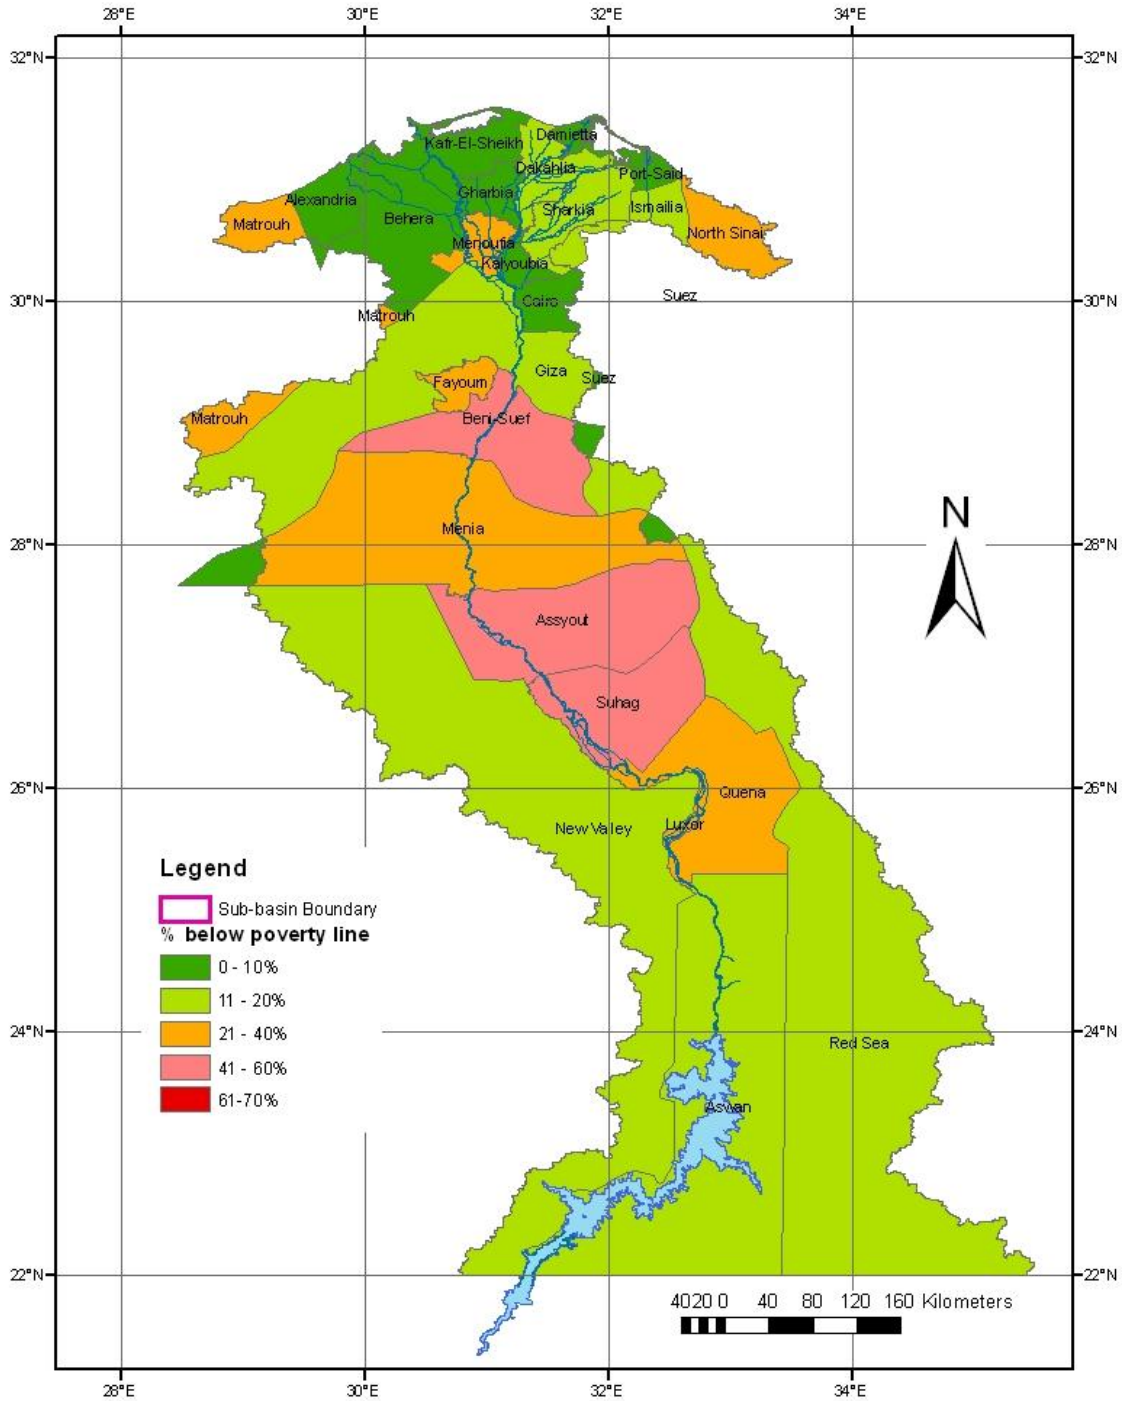 28°E 30°E 32°E 34°E
32°N 32°N
Damietta
Kafr-El-Sheikh
Dakahlia
Port-Said
Gharbia
Alexandria
Sharkia
Ismailia
Behera
Matrouh
North Sinai
Menoutia
Kalyoubia
Suez
30°N 30°N
Cairo
Matrouh
Giza
Suez
Fayoum
Matrouh
Beni-Suef
N
Menia
28°N 28°N
Assyout
Suhag
26°N 26°N
Quena
New Valley
Luxor
Legend
Sub-basin Boundary
% below poverty line
0 - 10%
11 - 20%
21 - 40%
41 - 60%
61-70%
24°N 24°N
Red Sea
Aswan
22°N 22°N
40 20 0 40 80 120 160 Kilometers
28°E 30°E 32°E 34°E